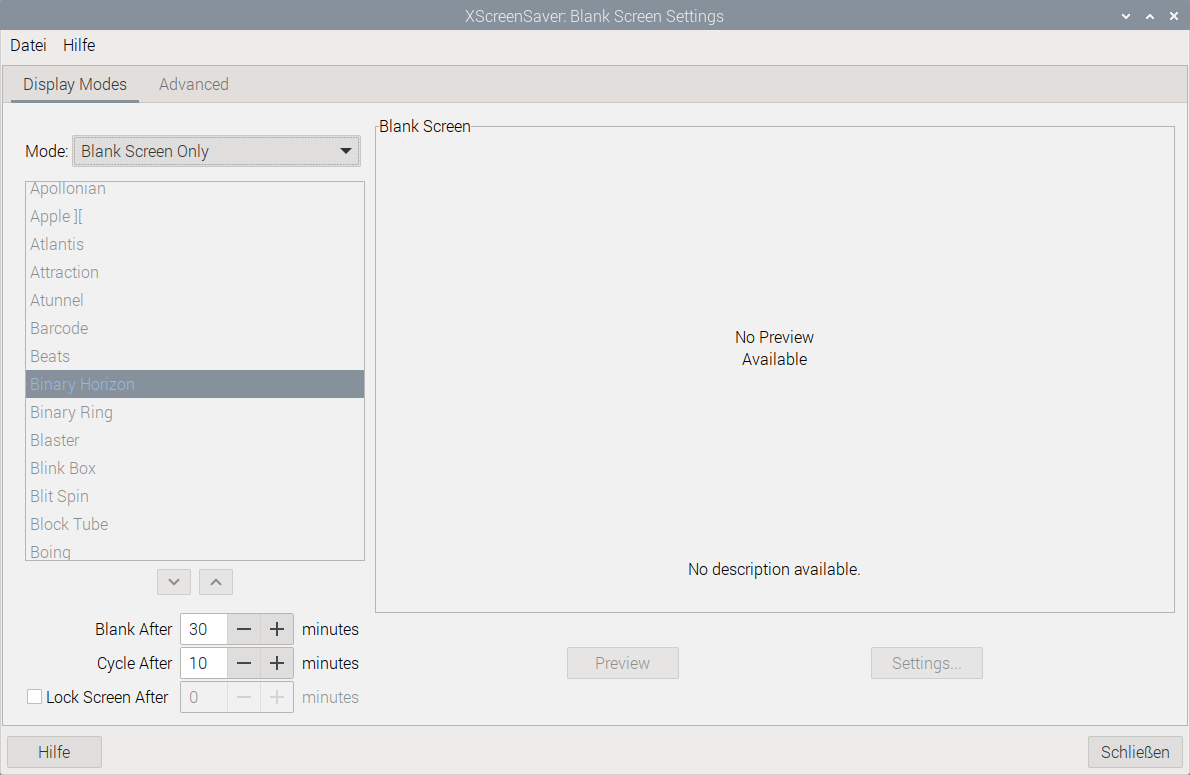 XScreenSaver: Blank Screen Settings
Datei Hilfe
Display Modes Advanced
Mode: Blank Screen Only
Apollonian
Apple ][
Atlantis
Attraction
Atunnel
Barcode
Beats
Binary Horizon
Binary Ring
Blaster
Blink Box
Blit Spin
Block Tube
Boing
Blank After 30 minutes
Cycle After 10 minutes
Lock Screen After 0 minutes
Blank Screen
No Preview
Available
No description available.
Preview Settings...
Hilfe Schließen